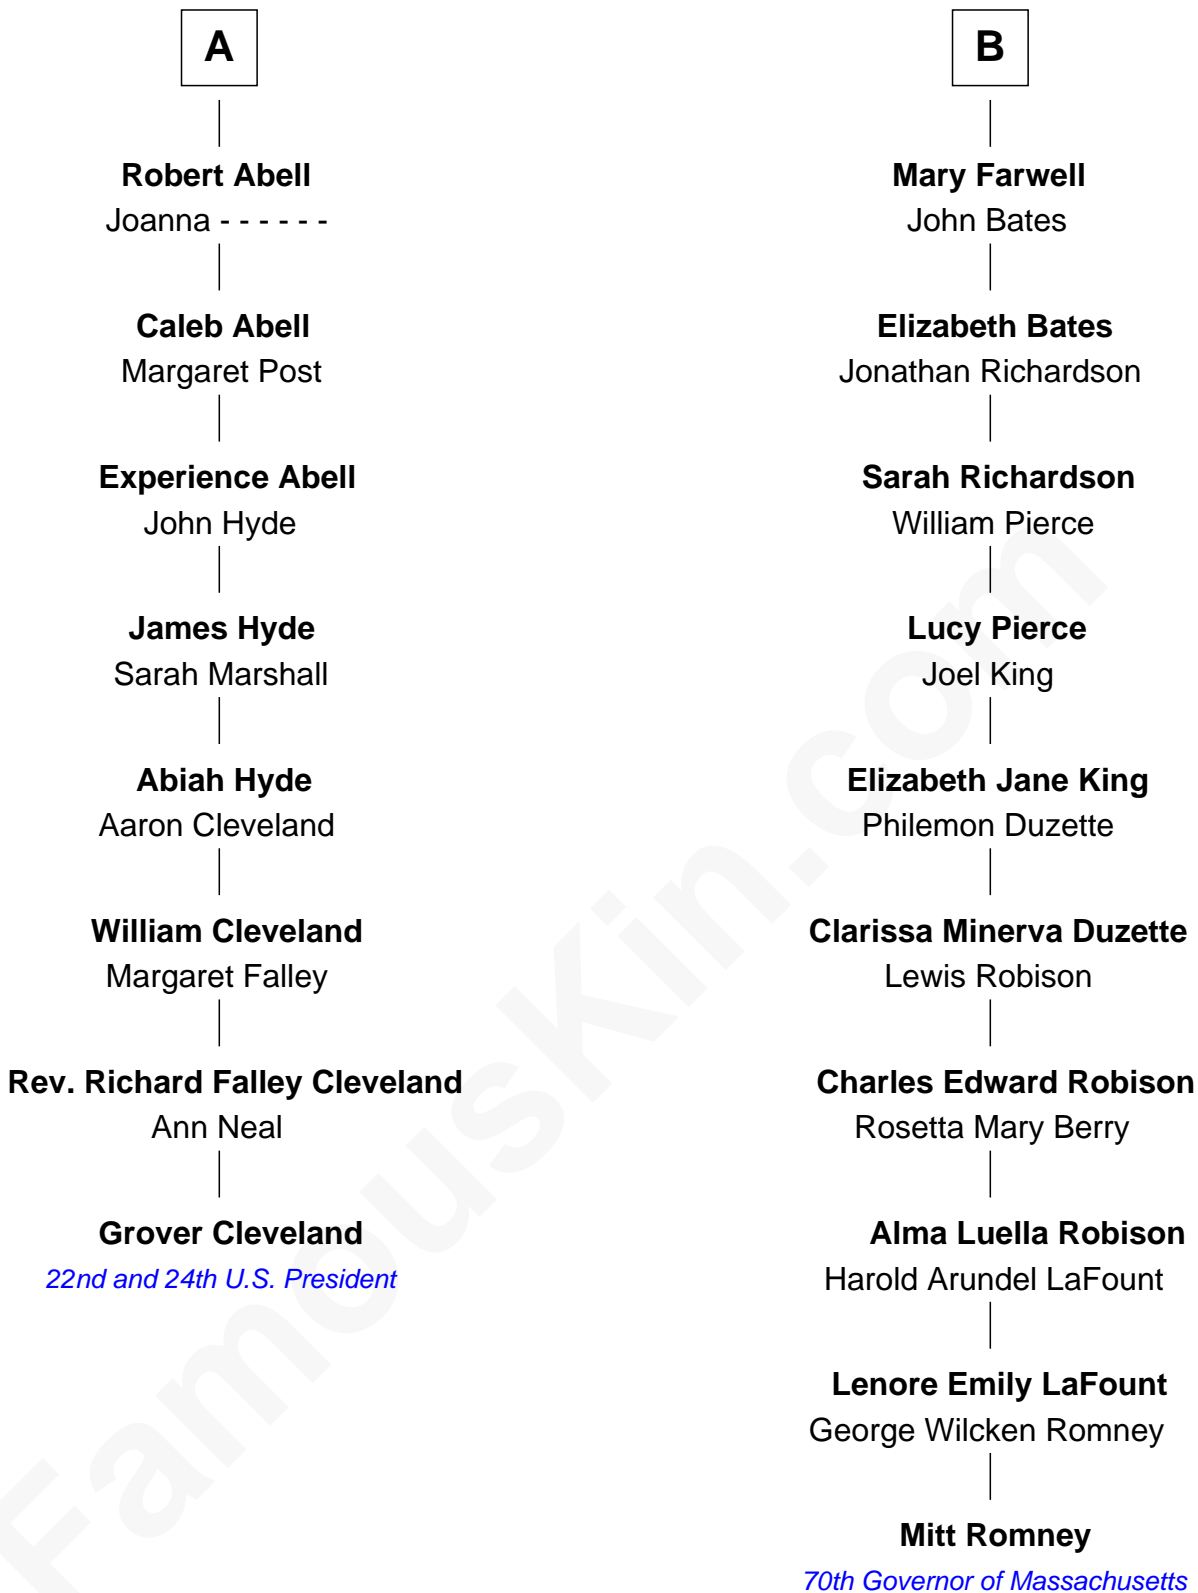 A
Robert Abell
Joanna - - - - - -
Caleb Abell
Margaret Post
Experience Abell
John Hyde
James Hyde
Sarah Marshall
Abiah Hyde
Aaron Cleveland
William Cleveland
Margaret Falley
Rev. Richard Falley Cleveland
Ann Neal
Grover Cleveland
22nd and 24th U.S. President
B
Mary Farwell
John Bates
Elizabeth Bates
Jonathan Richardson
Sarah Richardson
William Pierce
Lucy Pierce
Joel King
Elizabeth Jane King
Philemon Duzette
Clarissa Minerva Duzette
Lewis Robison
Charles Edward Robison
Rosetta Mary Berry
Alma Luella Robison
Harold Arundel LaFount
Lenore Emily LaFount
George Wilcken Romney
Mitt Romney
70th Governor of Massachusetts
FamousKin.com